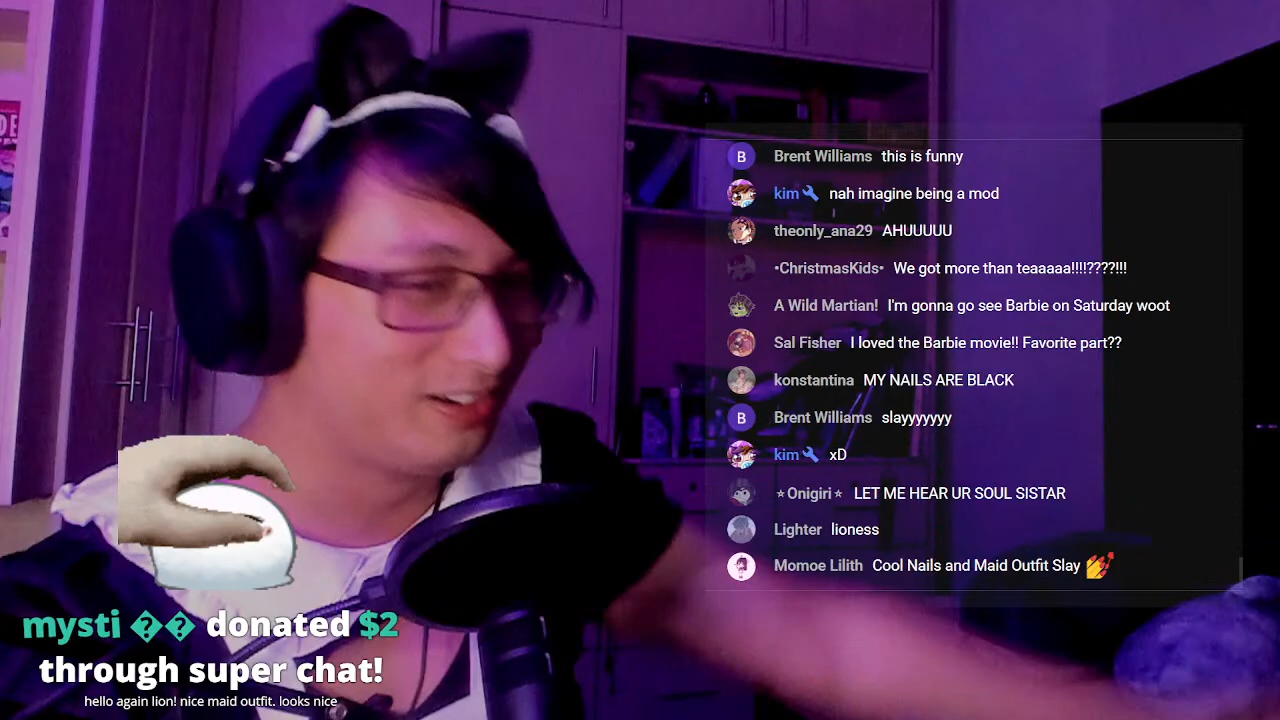 DE
B Brent Williams this is funny
kim nah imagine being a mod
theonly_ana29 AHUUUUU
•ChristmasKids• We got more than teaaaaa!!!!????!!!
A Wild Martian! I'm gonna go see Barbie on Saturday woot
Sal Fisher I loved the Barbie movie!! Favorite part??
konstantina MY NAILS ARE BLACK
B Brent Williams slayyyyyyy
kim xD
⭐Onigiri⭐ LET ME HEAR UR SOUL SISTAR
Lighter lioness
Momoe Lilith Cool Nails and Maid Outfit Slay 💅
mysti �� donated $2
through super chat!
hello again lion! nice maid outfit. looks nice